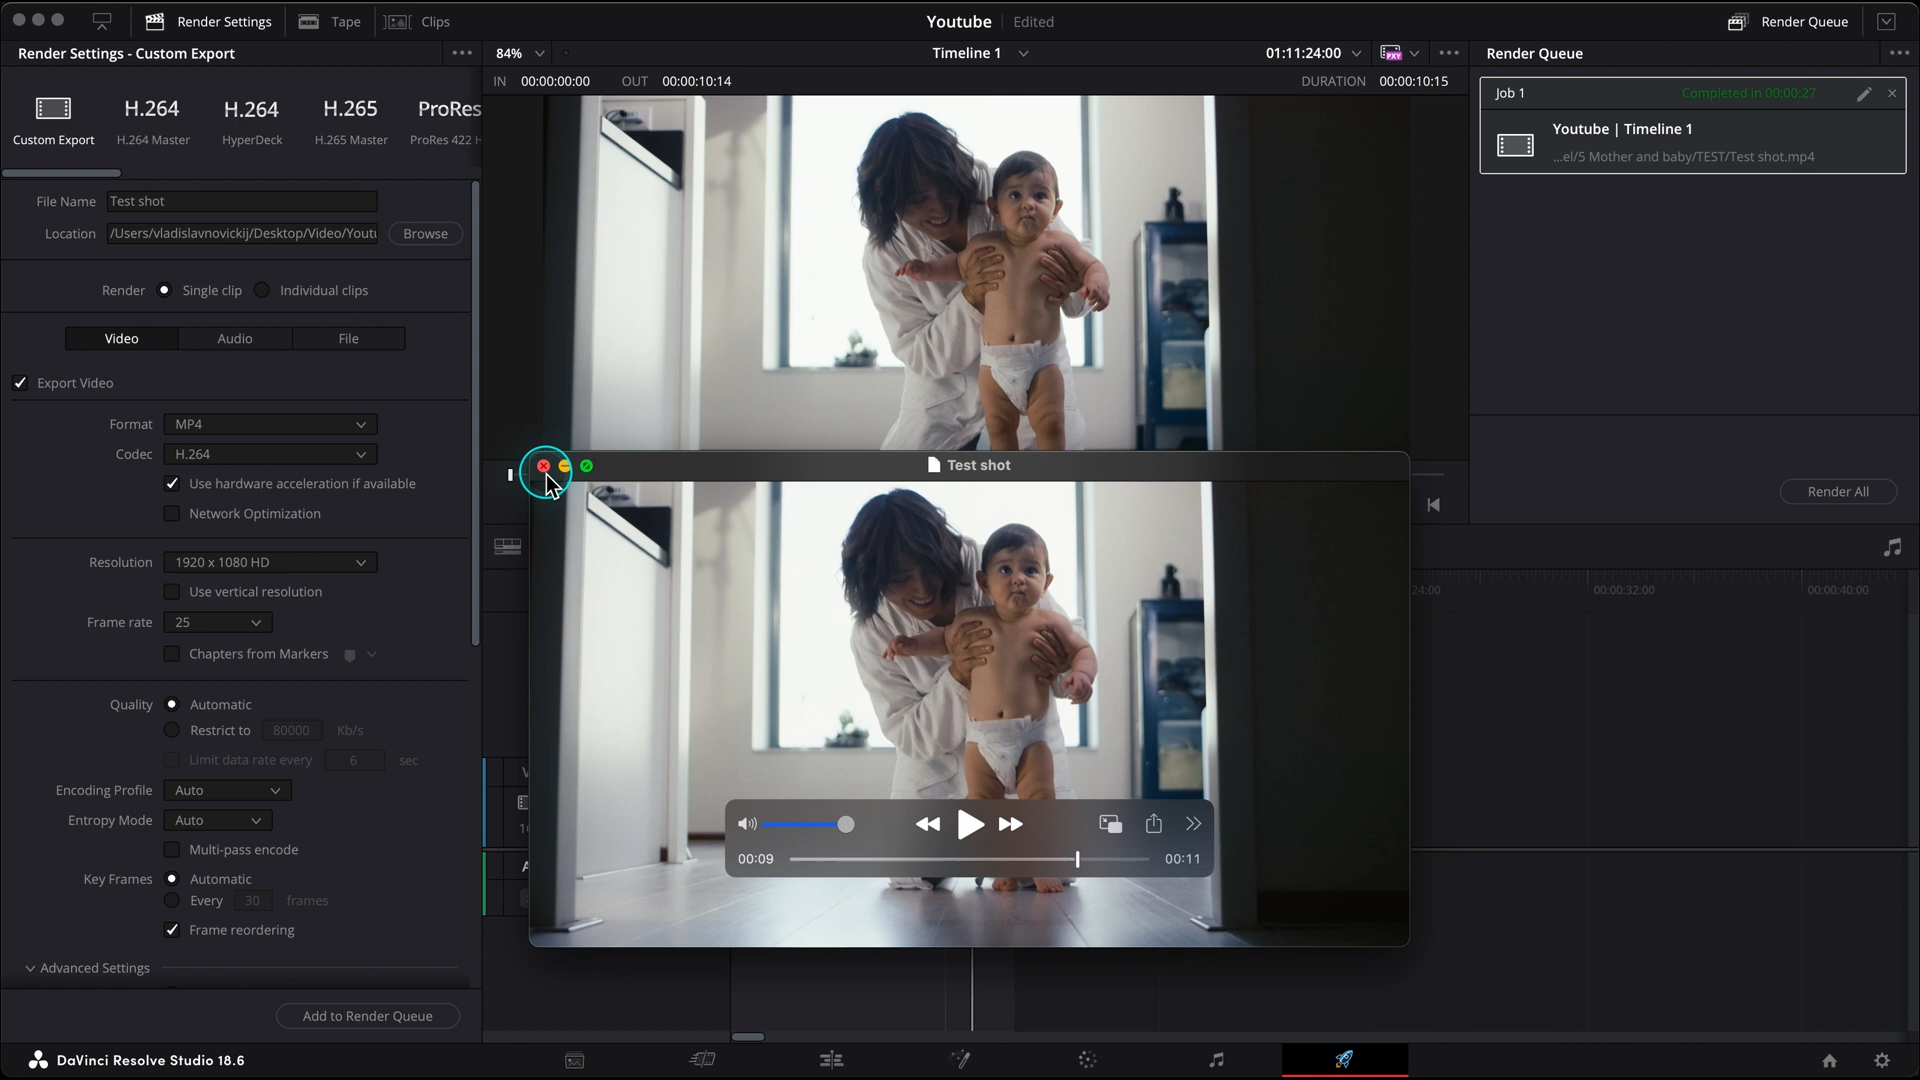 Render Settings
Tape
Clips
Youtube
Edited
Render Queue
Render Settings - Custom Export
84%
Timeline 1
01:11:24:00
PXY
Render Queue
IN 00:00:00:00 OUT 00:00:10:14
DURATION 00:00:10:15
H.264
H.264
H.265
ProRes
Custom Export
H.264 Master
HyperDeck
H.265 Master
ProRes 422 H
Job 1
Completed in 00:00:27
Youtube | Timeline 1
...el/5 Mother and baby/TEST/Test shot.mp4
File Name Test shot
Location /Users/vladislavnovickij/Desktop/Video/Youtu
Browse
Render Single clip Individual clips
Video
Audio
File
Export Video
Format MP4
Codec H.264
Use hardware acceleration if available
Network Optimization
Test shot
Render All
Resolution 1920 x 1080 HD
Use vertical resolution
24:00
00:00:32:00
00:00:40:00
Frame rate 25
Chapters from Markers
Quality Automatic
Restrict to 80000 Kb/s
Limit data rate every 6 sec
Encoding Profile Auto
Entropy Mode Auto
Multi-pass encode
Key Frames Automatic
Every 30 frames
Frame reordering
00:09
00:11
Advanced Settings
Add to Render Queue
DaVinci Resolve Studio 18.6